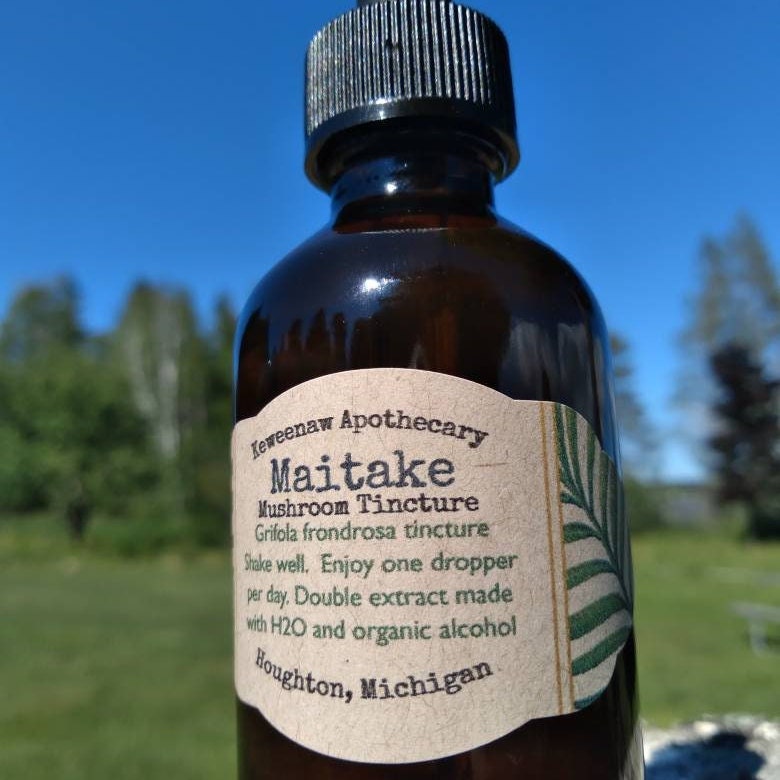 Keweenaw Apothecary
Maitake
Mushroom Tincture
Grifola frondrosa tincture
Shake well. Enjoy one dropper
per day. Double extract made
with H2O and organic alcohol
Houghton, Michigan